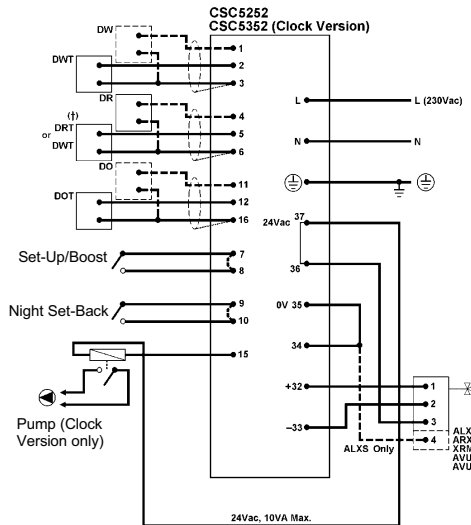 CSC5252
CSC5352 (Clock Version)
DW
1
DWT
2
3
DR
(†)
4
L
L (230Vac)
DRT
or
DWT
5
6
N
N
DO
11
DOT
12
16
24Vac
37
36
Set-Up/Boost
7
8
Night Set-Back
9
10
0V 35
34
15
+32
1
2
–33
3
4
ALXS Only
Pump (Clock
Version only)
ALX
ARX
XRM
AVU
AVU
24Vac, 10VA Max.